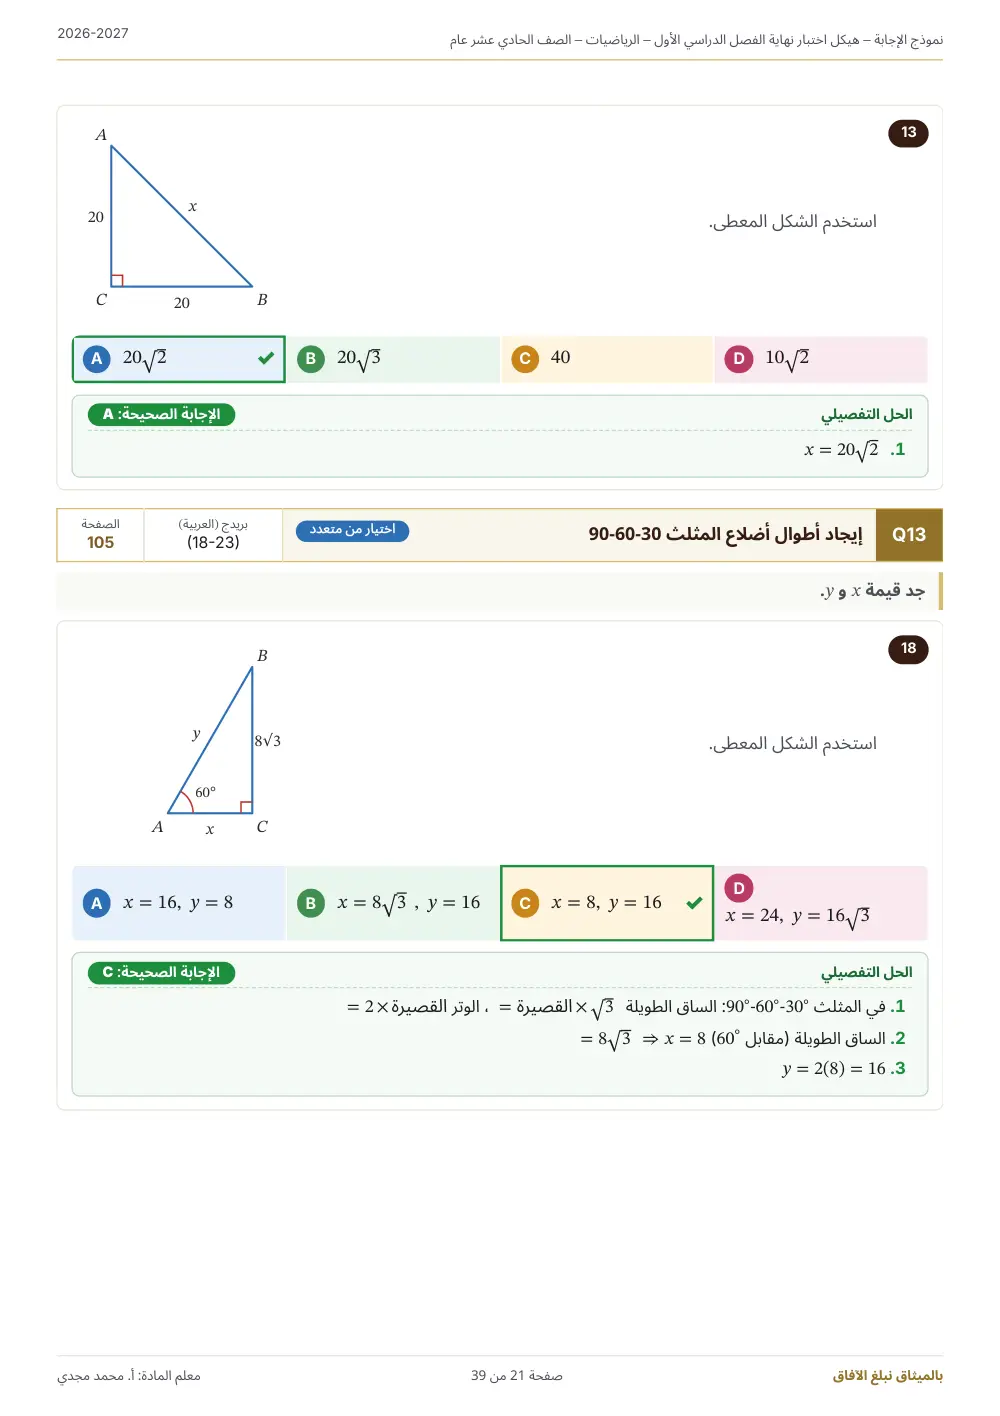 نموذج الإجابة – هيكل اختبار نهاية الفصل الدراسي الأول – الرياضيات – الصف الحادي عشر عام
2026-2027
13
استخدم الشكل المعطى.
A
20
x
C
20
B
A 20√2 ✔
B 20√3
C 40
D 10√2
الحل التفصيلي
الإجابة الصحيحة: A
1. x = 20√2
Q13
إيجاد أطوال أضلاع المثلث 30-60-90
اختيار من متعدد
بريدج (العربية)
(18-23)
الصفحة
105
جد قيمة x و y.
18
استخدم الشكل المعطى.
B
y
8√3
60°
A
x
C
A x = 16, y = 8
B x = 8√3 , y = 16
C x = 8, y = 16 ✔
D x = 24, y = 16√3
الحل التفصيلي
الإجابة الصحيحة: C
1. في المثلث 30°-60°-90°: الساق الطويلة = القصيرة × √3 ، الوتر = 2 × القصيرة
2. الساق الطويلة (مقابل 60°) = 8√3 ⇒ x = 8
3. y = 2(8) = 16
بالميثاق نبلغ الآفاق
صفحة 21 من 39
معلم المادة: أ. محمد مجدي